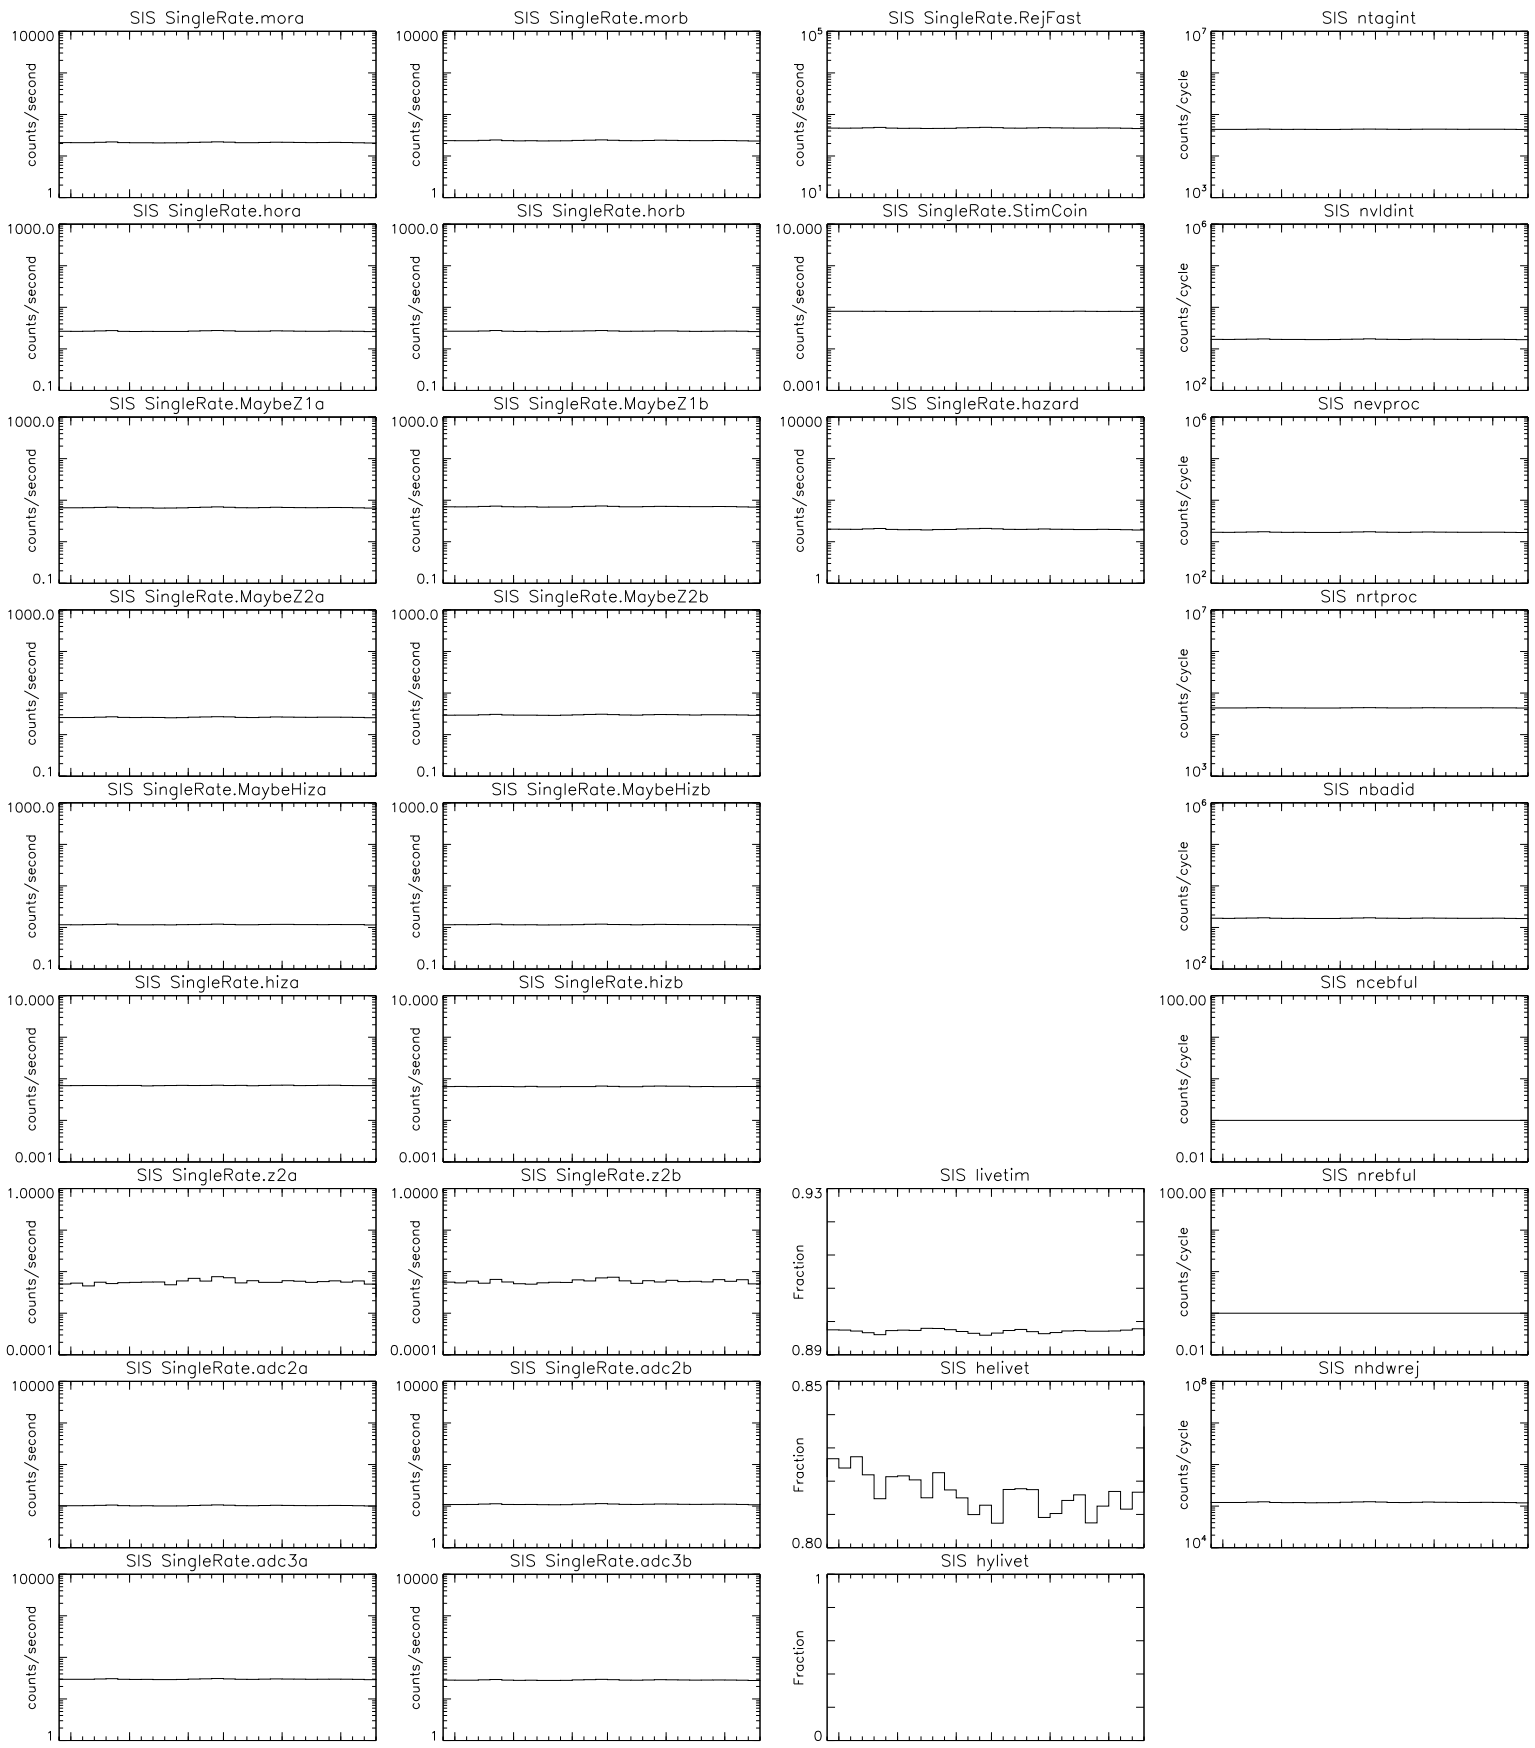 SIS SingleRate.mora
10000
counts/second
1
SIS SingleRate.morb
10000
counts/second
1
SIS SingleRate.RejFast
10⁵
counts/second
10¹
SIS ntagint
10⁷
counts/cycle
10³
SIS SingleRate.hora
1000.0
counts/second
0.1
SIS SingleRate.horb
1000.0
counts/second
0.1
SIS SingleRate.StimCoin
10.000
counts/second
0.001
SIS nvldint
10⁶
counts/cycle
10²
SIS SingleRate.MaybeZ1a
1000.0
counts/second
0.1
SIS SingleRate.MaybeZ1b
1000.0
counts/second
0.1
SIS SingleRate.hazard
10000
counts/second
1
SIS nevproc
10⁶
counts/cycle
10²
SIS SingleRate.MaybeZ2a
1000.0
counts/second
0.1
SIS SingleRate.MaybeZ2b
1000.0
counts/second
0.1
SIS nrtproc
10⁷
counts/cycle
10³
SIS SingleRate.MaybeHiza
1000.0
counts/second
0.1
SIS SingleRate.MaybeHizb
1000.0
counts/second
0.1
SIS nbadid
10⁶
counts/cycle
10²
SIS SingleRate.hiza
10.000
counts/second
0.001
SIS SingleRate.hizb
10.000
counts/second
0.001
SIS ncebful
100.00
counts/cycle
0.01
SIS SingleRate.z2a
1.0000
counts/second
0.0001
SIS SingleRate.z2b
1.0000
counts/second
0.0001
SIS livetim
0.93
Fraction
0.89
SIS nrebful
100.00
counts/cycle
0.01
SIS SingleRate.adc2a
10000
counts/second
1
SIS SingleRate.adc2b
10000
counts/second
1
SIS helivet
0.85
Fraction
0.80
SIS nhdwrej
10⁸
counts/cycle
10⁴
SIS SingleRate.adc3a
10000
counts/second
1
SIS SingleRate.adc3b
10000
counts/second
1
SIS hylivet
1
Fraction
0